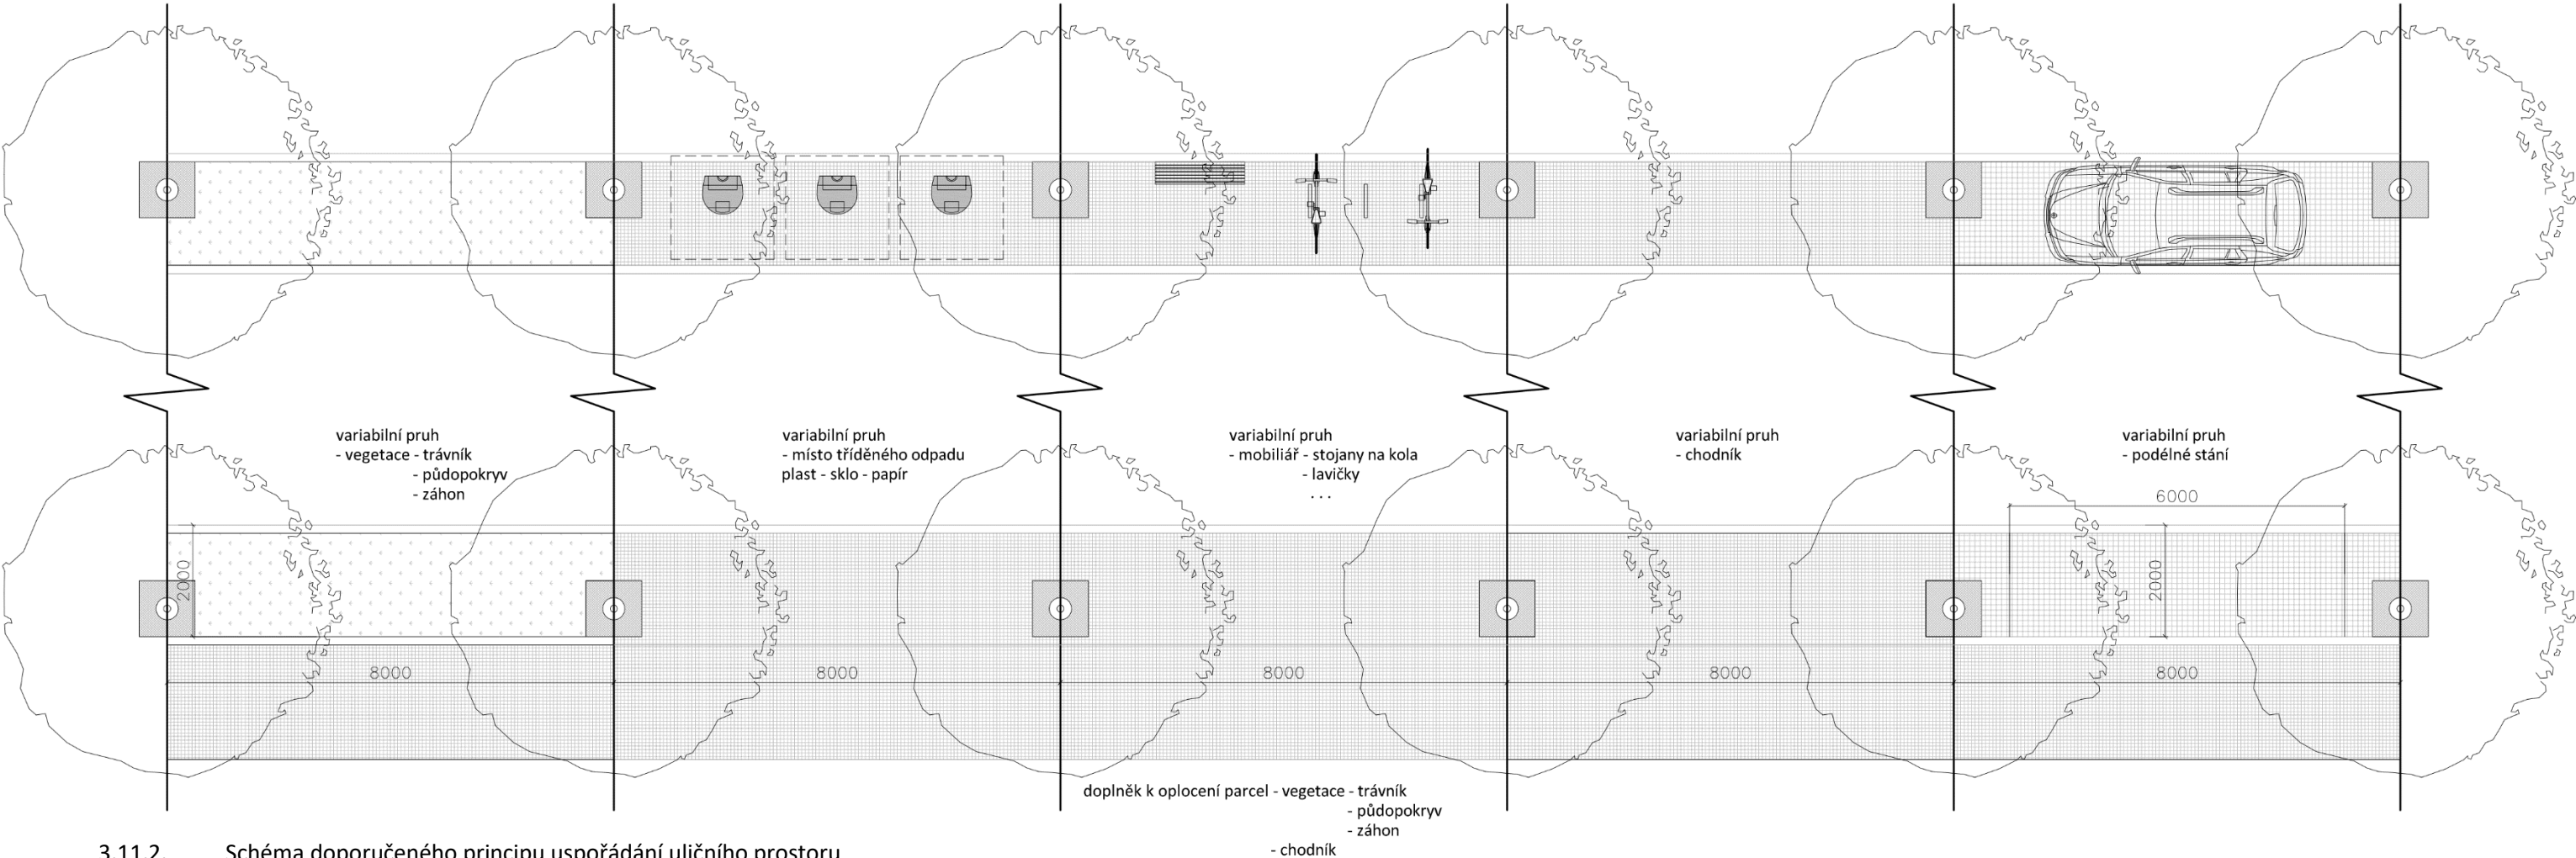 variabilní pruh
- vegetace - trávník
- půdopokryv
- záhon
variabilní pruh
- místo tříděného odpadu
plast - sklo - papír
variabilní pruh
- mobiliář - stojany na kola
- lavičky
. . .
variabilní pruh
- chodník
variabilní pruh
- podélné stání
6000
2000
2000
8000
8000
8000
8000
8000
doplněk k oplocení parcel - vegetace - trávník
- půdopokryv
- záhon
- chodník
3.11.2. Schéma doporučeného principu uspořádání uličního prostoru